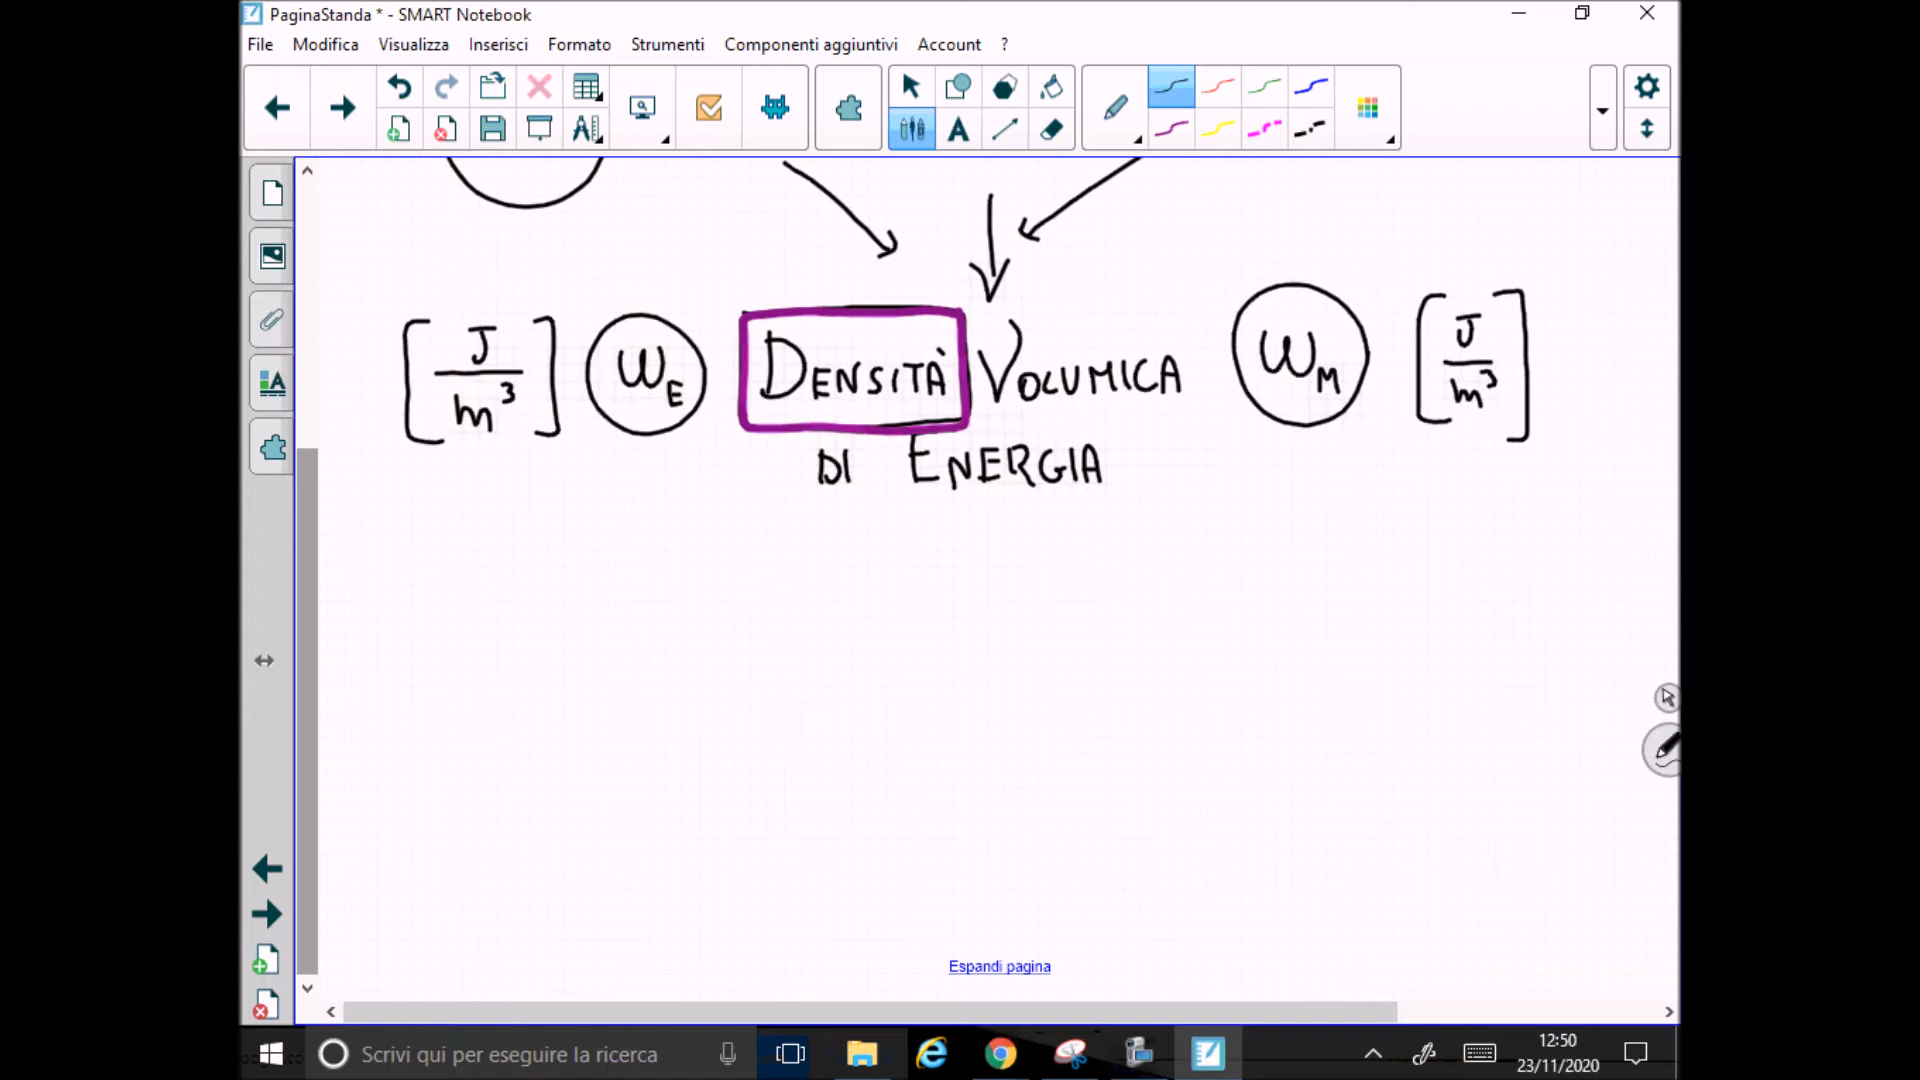 PaginaStanda * - SMART Notebook
File Modifica Visualizza Inserisci Formato Strumenti Componenti aggiuntivi Account ?
[J/m³] WE DENSITÀ VOLUMICA WM [J/m³]
DI ENERGIA
Espandi pagina
Scrivi qui per eseguire la ricerca
12:50
23/11/2020